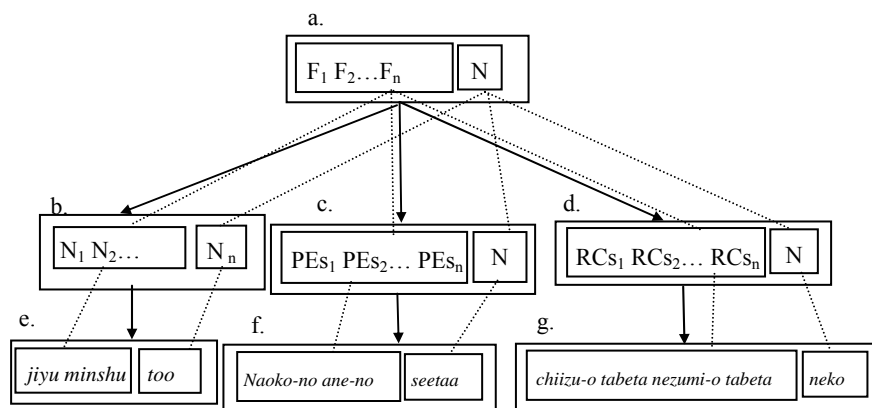 a.
F₁ F₂…Fₙ N
b. c. d.
N₁ N₂… Nₙ PEs₁ PEs₂… PEsₙ N RCs₁ RCs₂… RCsₙ N
e. f. g.
jiyu minshu too Naoko-no ane-no seetaa chiizu-o tabeta nezumi-o tabeta neko